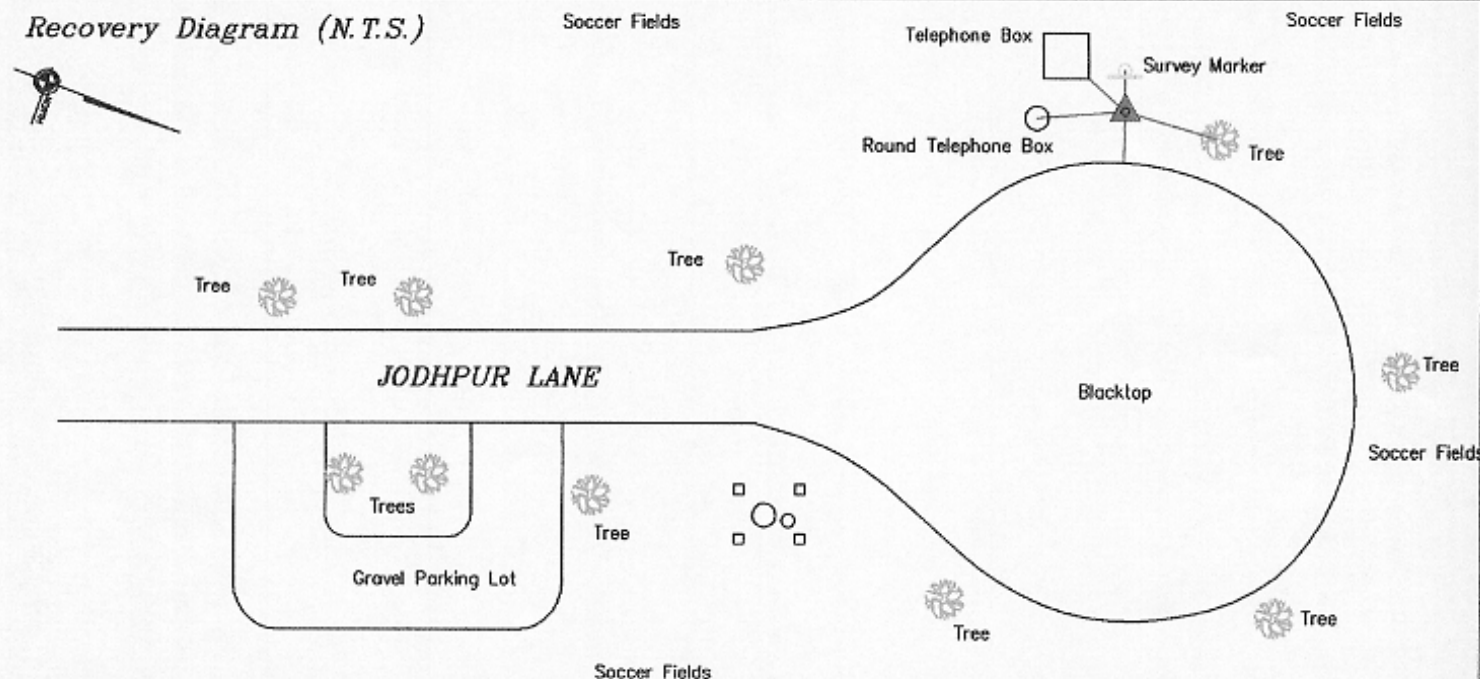 Recovery Diagram (N.T.S.)
Soccer Fields
Soccer Fields
Telephone Box
Survey Marker
Round Telephone Box
Tree
Tree
Tree
Tree
JODHPUR LANE
Blacktop
Tree
Soccer Fields
Trees
Tree
Gravel Parking Lot
Tree
Tree
Soccer Fields